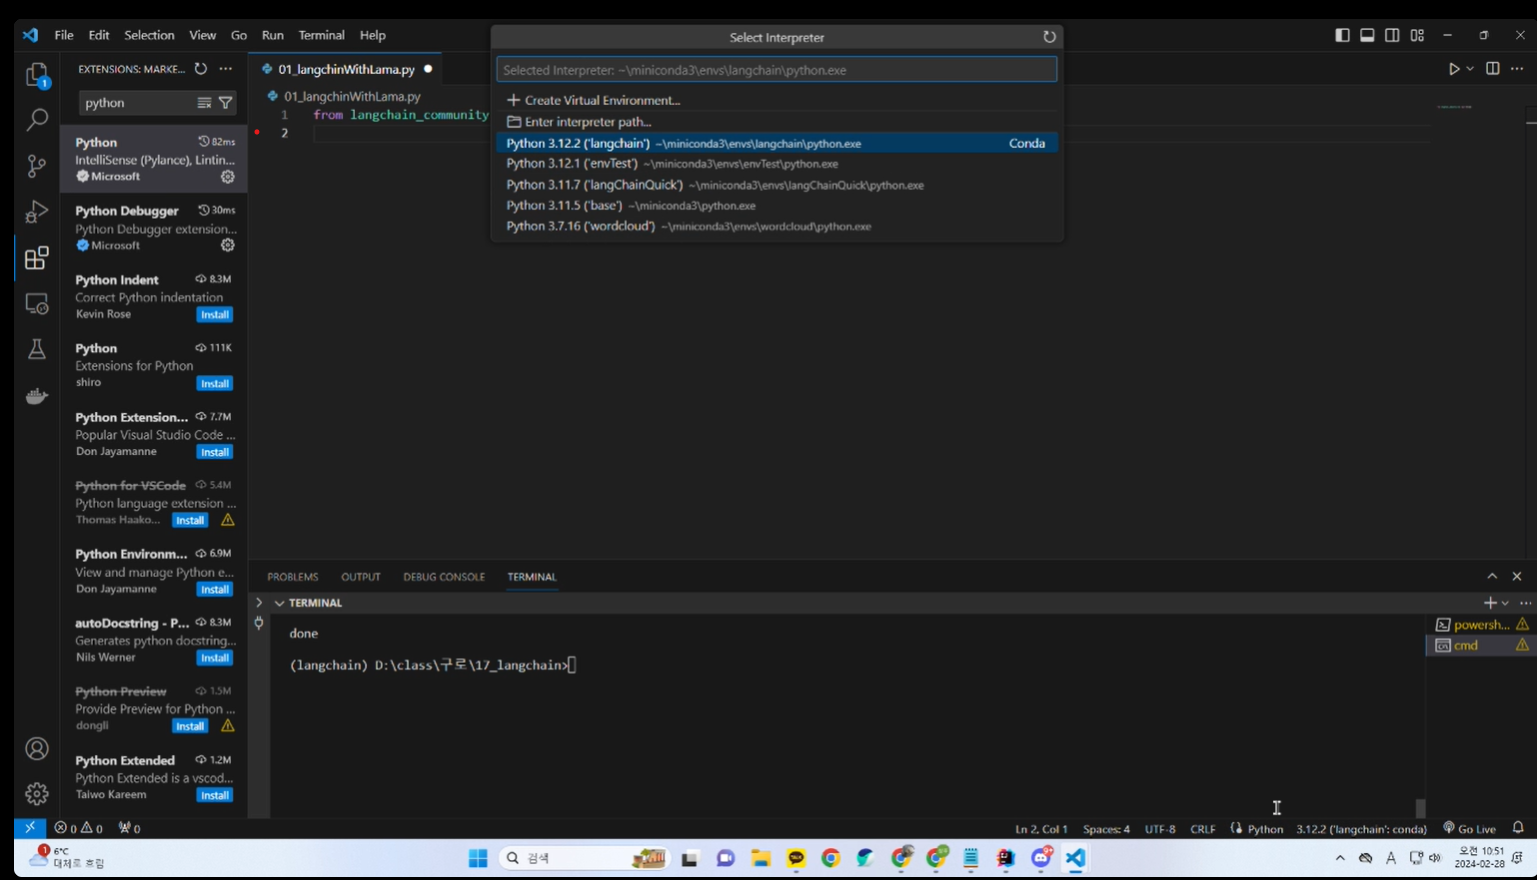 File Edit Selection View Go Run Terminal Help
Select Interpreter
EXTENSIONS: MARKE...
01_langchinWithLama.py
Selected Interpreter: ~\miniconda3\envs\langchain\python.exe
python
01_langchinWithLama.py
1 from langchain_community
2
+ Create Virtual Environment...
Enter interpreter path...
Python 3.12.2 ('langchain') ~\miniconda3\envs\langchain\python.exe Conda
Python 3.12.1 ('envTest') ~\miniconda3\envs\envTest\python.exe
Python 3.11.7 ('langChainQuick') ~\miniconda3\envs\langChainQuick\python.exe
Python 3.11.5 ('base') ~\miniconda3\python.exe
Python 3.7.16 ('wordcloud') ~\miniconda3\envs\wordcloud\python.exe
Python 82ms
IntelliSense (Pylance), Lintin...
Microsoft
Python Debugger 30ms
Python Debugger extension...
Microsoft
Python Indent 8.3M
Correct Python indentation
Kevin Rose Install
Python 111K
Extensions for Python
shiro Install
Python Extension... 7.7M
Popular Visual Studio Code ...
Don Jayamanne Install
Python for VSCode 5.4M
Python language extension ...
Thomas Haako... Install
Python Environm... 6.9M
View and manage Python e...
Don Jayamanne Install
autoDocstring - P... 8.3M
Generates python docstring...
Nils Werner Install
Python Preview 1.5M
Provide Preview for Python ...
dongli Install
Python Extended 1.2M
Python Extended is a vscod...
Taiwo Kareem Install
PROBLEMS OUTPUT DEBUG CONSOLE TERMINAL
TERMINAL
done
(langchain) D:\class\구로\17_langchain>
powersh...
cmd
0 0 0
Ln 2, Col 1 Spaces: 4 UTF-8 CRLF Python 3.12.2 ('langchain': conda) Go Live
1 6°C
대체로 흐림
검색
A
오전 10:51
2024-02-28